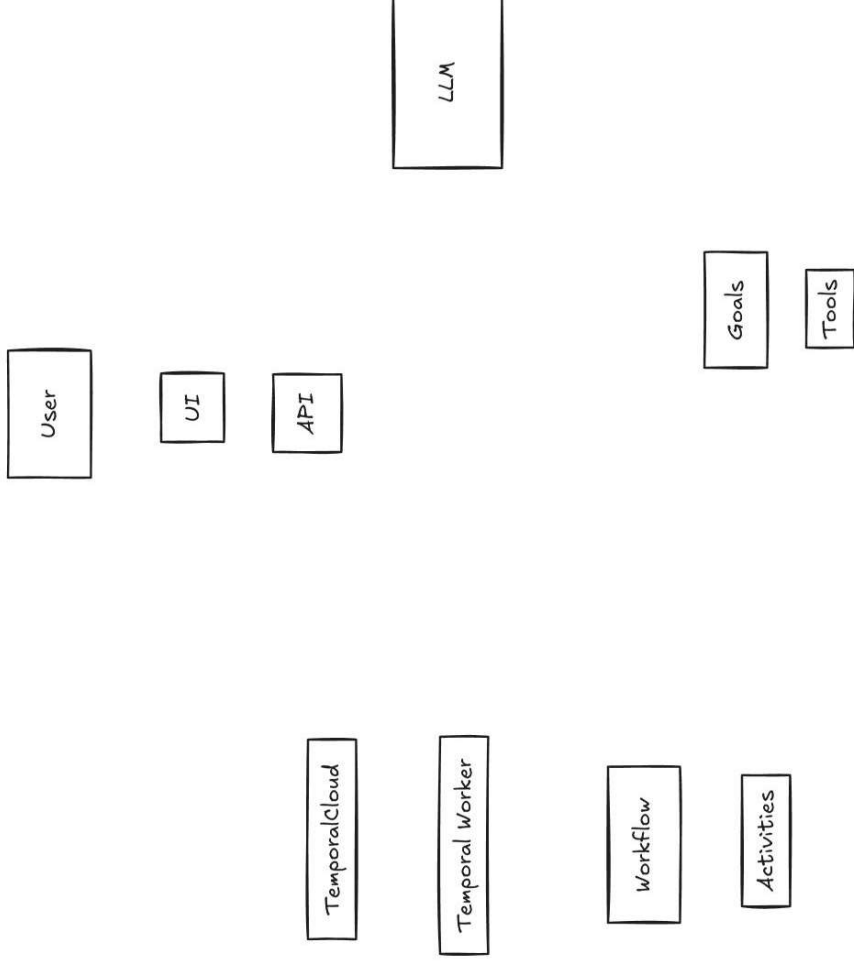 User
UI
API
TemporalCloud
Temporal Worker
LLM
Workflow
Goals
Activities
Tools